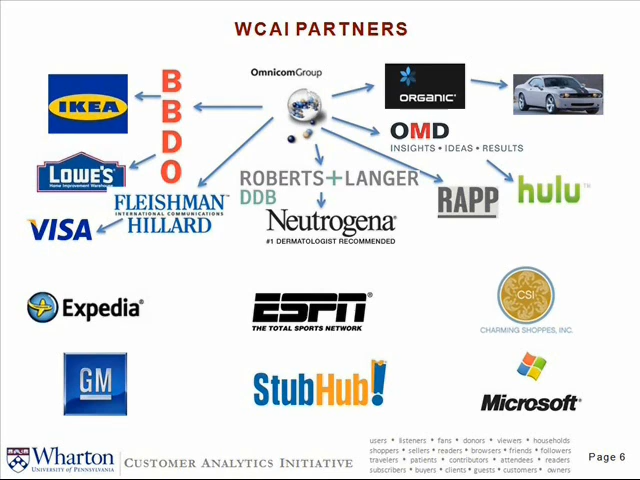 WCAI PARTNERS
OmnicomGroup
IKEA
BBDO
ORGANIC
OMD
INSIGHTS • IDEAS • RESULTS
LOWE'S
Home Improvement Warehouse
ROBERTS+LANGER
DDB
hulu™
FLEISHMAN™
INTERNATIONAL COMMUNICATIONS
HILLARD
RAPP
VISA
Neutrogena®
#1 DERMATOLOGIST RECOMMENDED
Expedia®
ESPN®
THE TOTAL SPORTS NETWORK
CSI
CHARMING SHOPPES, INC.
GM
StubHub!
Microsoft®
Wharton
UNIVERSITY OF PENNSYLVANIA
CUSTOMER ANALYTICS INITIATIVE
users • listeners • fans • donors • viewers • households
shoppers • sellers • readers • browsers • friends • followers
travelers • patients • contributors • attendees • readers
subscribers • buyers • clients • guests • customers • owners
Page 6